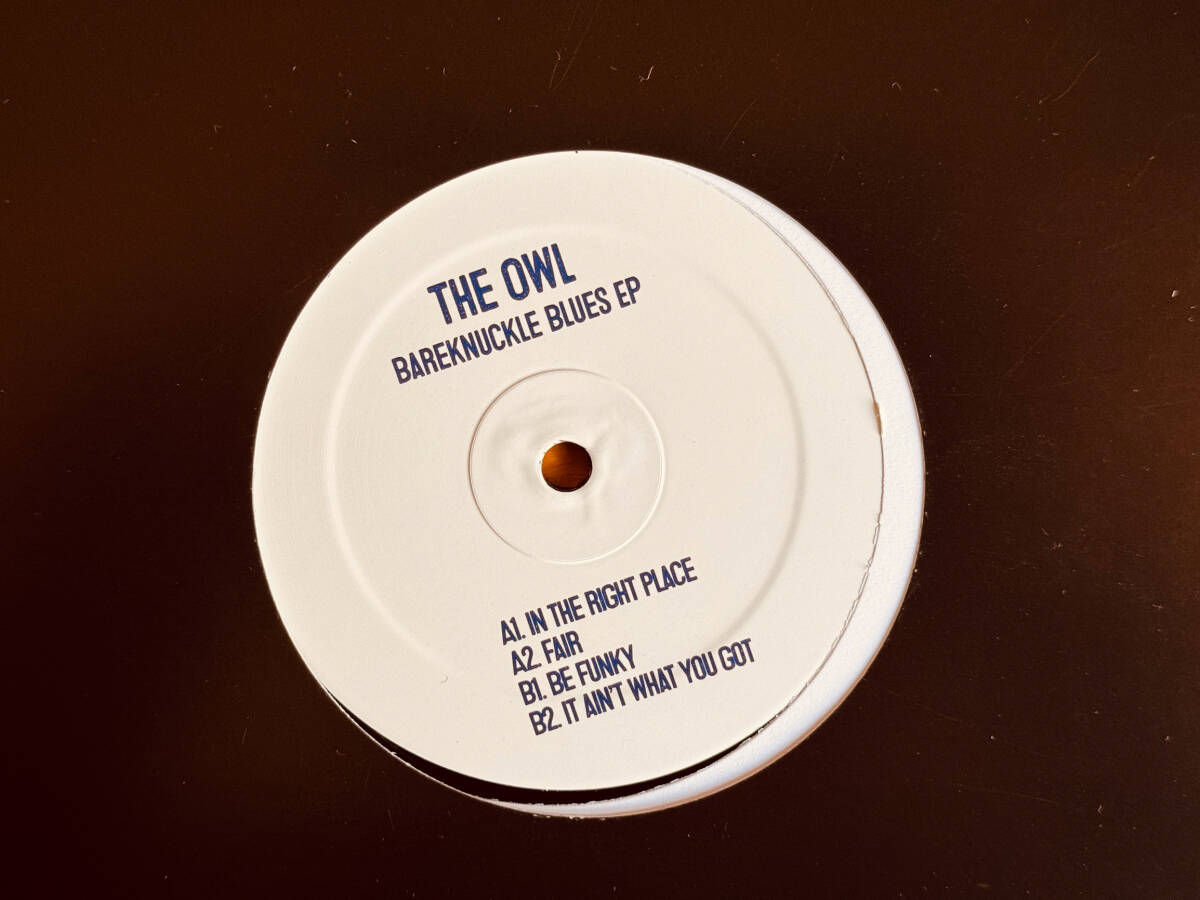 THE OWL
BAREKNUCKLE BLUES EP
A1. IN THE RIGHT PLACE
A2. FAIR
B1. BE FUNKY
B2. IT AIN'T WHAT YOU GOT